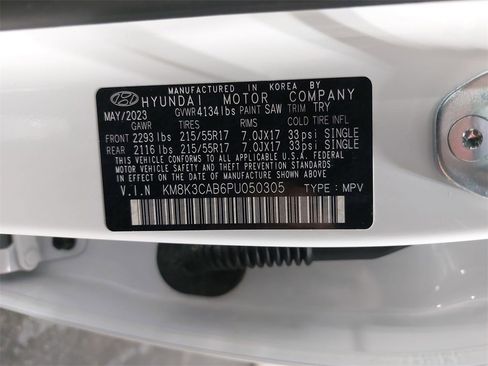 MANUFACTURED IN KOREA BY
HYUNDAI MOTOR COMPANY
MAY/2023 GVWR4134lbs PAINT SAW TRIM TRY
GAWR TIRES RIMS COLD TIRE INFL
FRONT 2293lbs 215/55R17 7.0JX17 33psi SINGLE
REAR 2116lbs 215/55R17 7.0JX17 33psi SINGLE
THIS VEHICLE CONFORMS TO ALL APPLICABLE U.S.A FEDERAL
MOTOR VEHICLE SAFETY AND THEFT PREVENTION STANDARDS
IN EFFECT ON THE DATE OF MANUFACTURE SHOWN ABOVE.
V.I.N KM8K3CAB6PU050305 TYPE : MPV